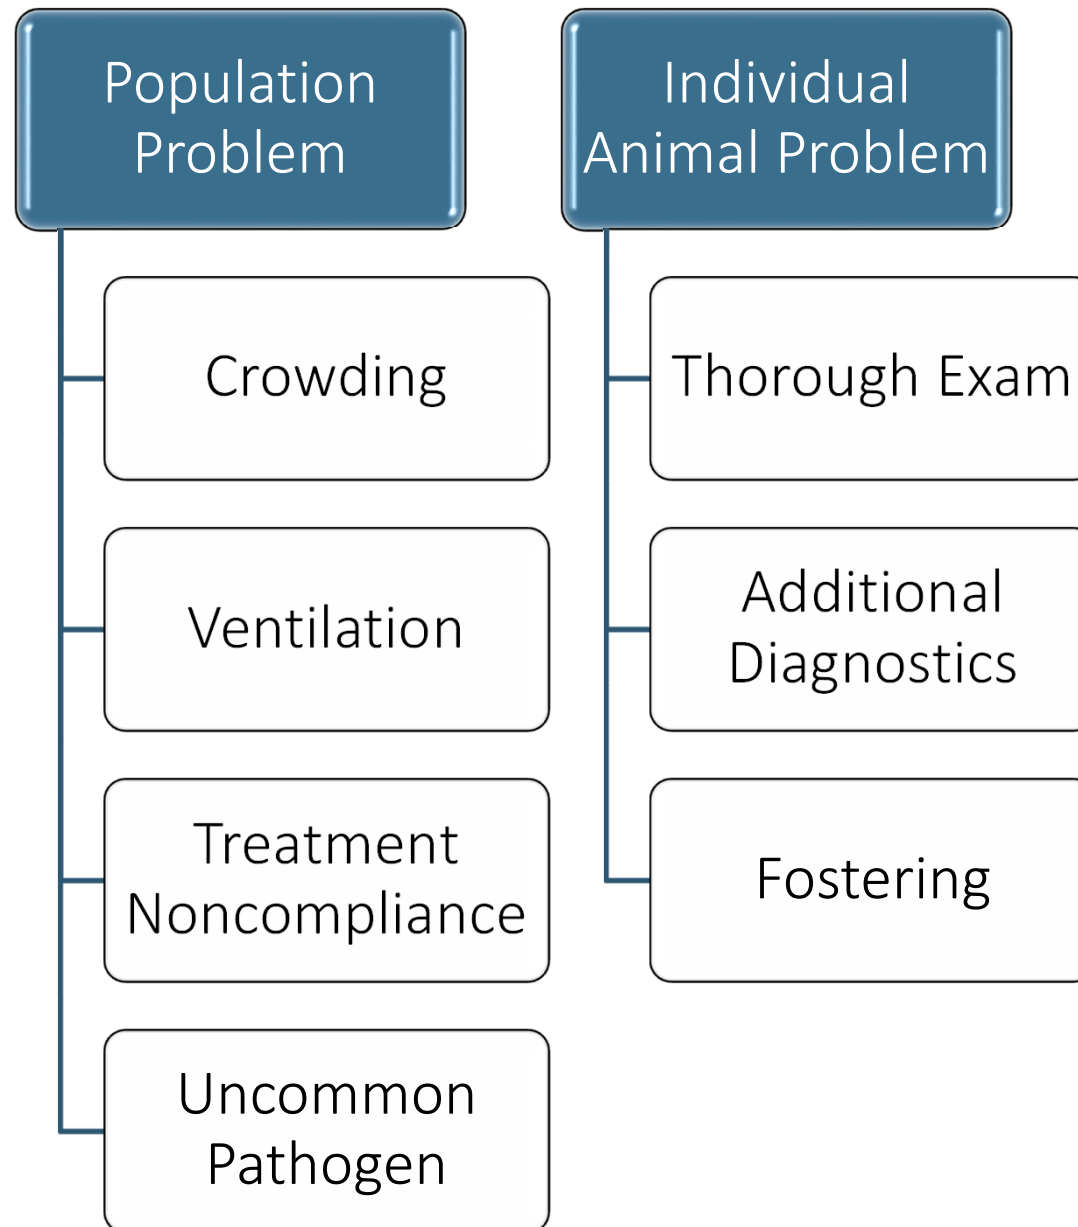 Population
Problem
Crowding
Ventilation
Treatment
Noncompliance
Uncommon
Pathogen
Individual
Animal Problem
Thorough Exam
Additional
Diagnostics
Fostering